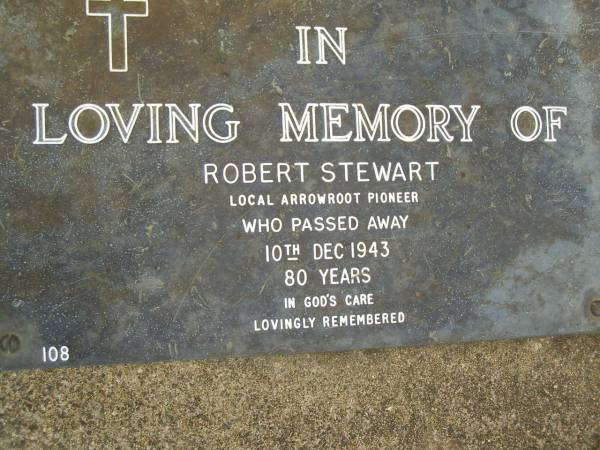 IN
LOVING MEMORY OF
ROBERT STEWART
LOCAL ARROWROOT PIONEER
WHO PASSED AWAY
10TH DEC 1943
80 YEARS
IN GOD'S CARE
LOVINGLY REMEMBERED
108